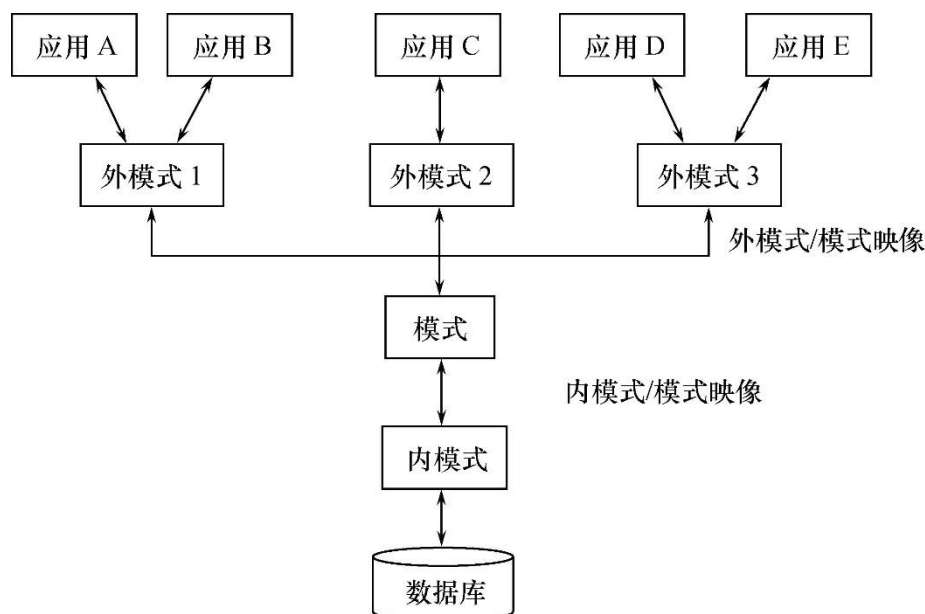 应用 A
应用 B
应用 C
应用 D
应用 E
外模式 1
外模式 2
外模式 3
外模式/模式映像
模式
内模式/模式映像
内模式
数据库